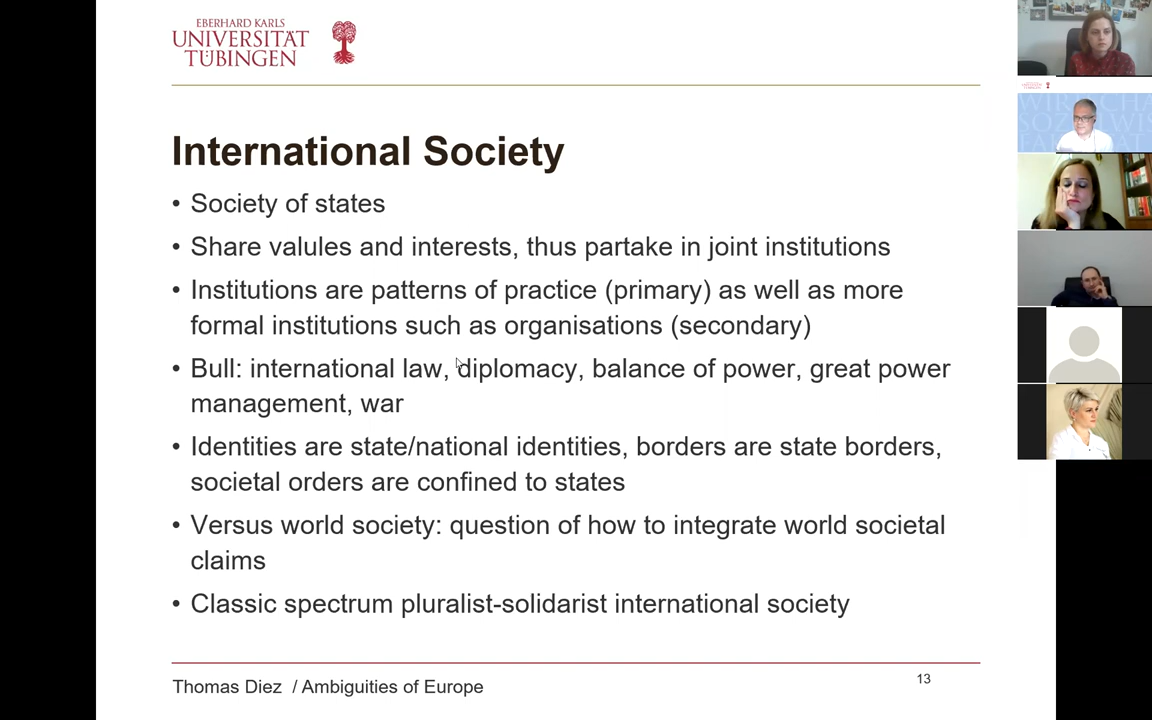 EBERHARD KARLS
UNIVERSITÄT
TÜBINGEN
International Society
• Society of states
• Share valules and interests, thus partake in joint institutions
• Institutions are patterns of practice (primary) as well as more
formal institutions such as organisations (secondary)
• Bull: international law, diplomacy, balance of power, great power
management, war
• Identities are state/national identities, borders are state borders,
societal orders are confined to states
• Versus world society: question of how to integrate world societal
claims
• Classic spectrum pluralist-solidarist international society
Thomas Diez / Ambiguities of Europe
13